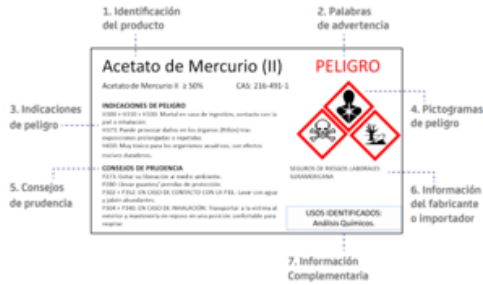 1. Identificación
del producto
2. Palabras
de advertencia
Acetato de Mercurio (II)
PELIGRO
Acetato de Mercurio II ≥ 50%
CAS: 216-491-1
3. Indicaciones
de peligro
INDICACIONES DE PELIGRO
H300 + H310 + H330: Mortal en caso de ingestión, contacto con la
piel o inhalación.
H373: Puede provocar daños en los órganos (Riñón) tras
exposiciones prolongadas o repetidas.
H410: Muy tóxico para los organismos acuáticos, con efectos
nocivos duraderos.
4. Pictogramas
de peligro
5. Consejos
de prudencia
CONSEJOS DE PRUDENCIA
P273: Evitar su liberación al medio ambiente.
P280: Llevar guantes/ prendas de protección.
P302 + P352: EN CASO DE CONTACTO CON LA PIEL: Lavar con agua
y jabón abundantes.
P304 + P340: EN CASO DE INHALACIÓN: Transportar a la víctima al
exterior y mantenerla en reposo en una posición confortable para
respirar.
SEGUROS DE RIESGOS LABORALES
SURAMERICANA
6. Información
del fabricante
o importador
USOS IDENTIFICADOS:
Análisis Químicos.
7. Información
Complementaria